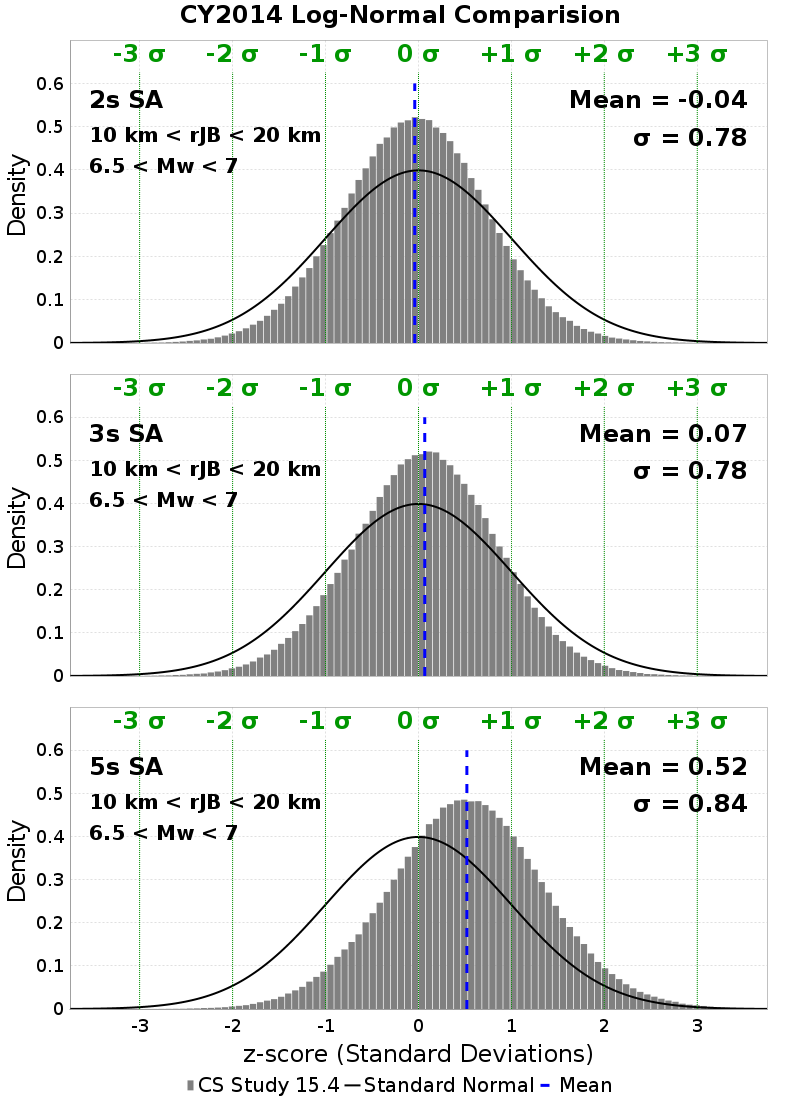 CY2014 Log-Normal Comparision
-3 σ -2 σ -1 σ 0 σ +1 σ +2 σ +3 σ
0.6
2s SA Mean = -0.04
0.5
10 km < rJB < 20 km σ = 0.78
6.5 < Mw < 7
0.4
0.3
0.2
0.1
0
Density
-3 σ -2 σ -1 σ 0 σ +1 σ +2 σ +3 σ
0.6
3s SA Mean = 0.07
0.5
10 km < rJB < 20 km σ = 0.78
6.5 < Mw < 7
0.4
0.3
0.2
0.1
0
Density
-3 σ -2 σ -1 σ 0 σ +1 σ +2 σ +3 σ
0.6
5s SA Mean = 0.52
0.5
10 km < rJB < 20 km σ = 0.84
6.5 < Mw < 7
0.4
0.3
0.2
0.1
0
Density
-3 -2 -1 0 1 2 3
z-score (Standard Deviations)
CS Study 15.4 Standard Normal Mean